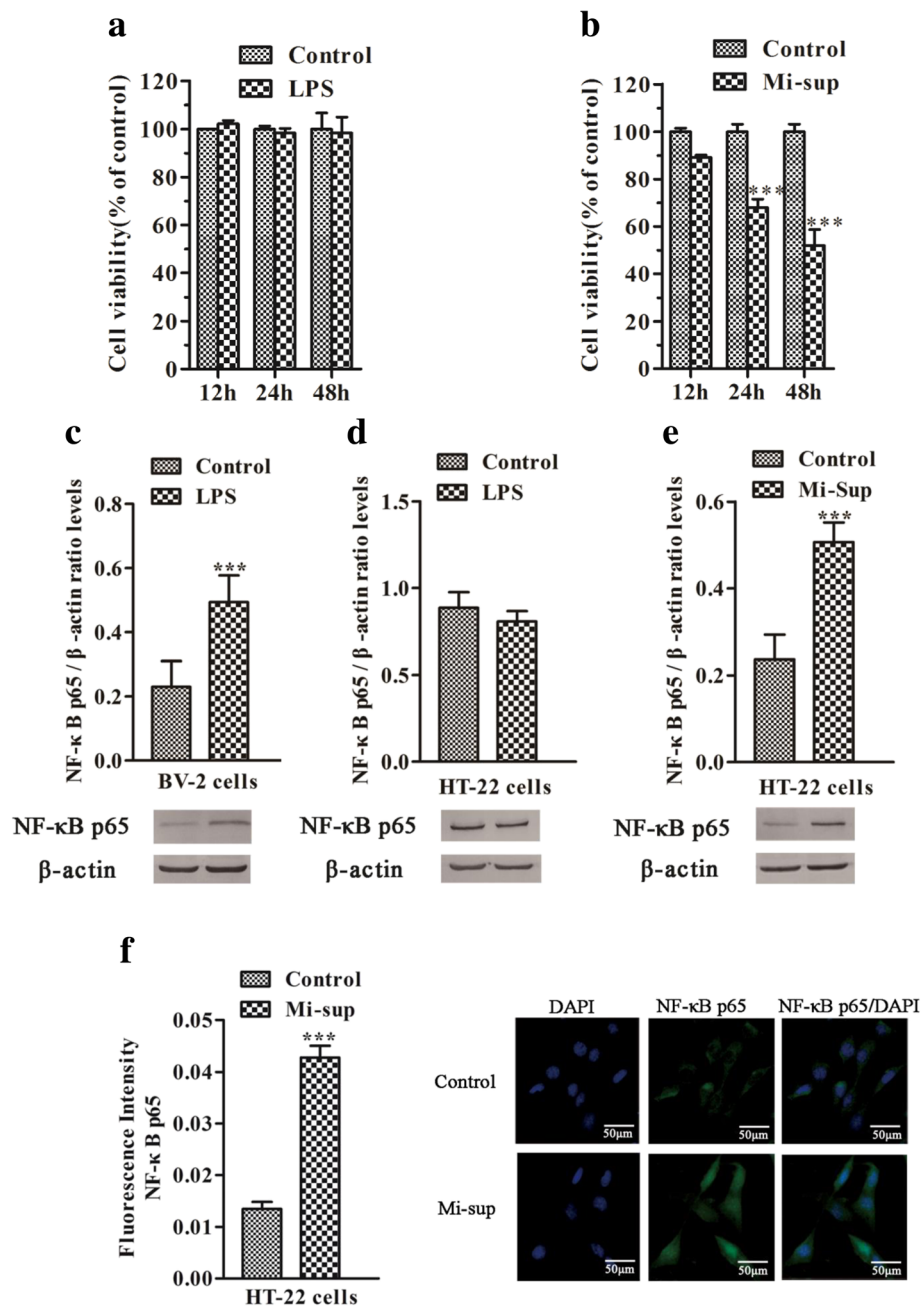 a
Control
LPS
Cell viability(% of control)
120
100
80
60
40
20
0
12h 24h 48h
b
Control
Mi-sup
Cell viability(% of control)
120
100
80
60
40
20
0
***
***
12h 24h 48h
c
Control
LPS
NF-κ B p65 / β -actin ratio levels
0.8
0.6
0.4
0.2
0.0
***
BV-2 cells
NF-κB p65
β-actin
d
Control
LPS
NF-κ B p65 / β -actin ratio levels
1.5
1.0
0.5
0.0
HT-22 cells
NF-κB p65
β-actin
e
Control
Mi-Sup
NF-κ B p65 / β -actin ratio levels
0.6
0.4
0.2
0.0
***
HT-22 cells
NF-κB p65
β-actin
f
Control
Mi-sup
Fluorescence Intensity
NF-κ B p65
0.05
0.04
0.03
0.02
0.01
0.00
***
HT-22 cells
DAPI NF-κB p65 NF-κB p65/DAPI
Control
50μm 50μm 50μm
Mi-sup
50μm 50μm 50μm